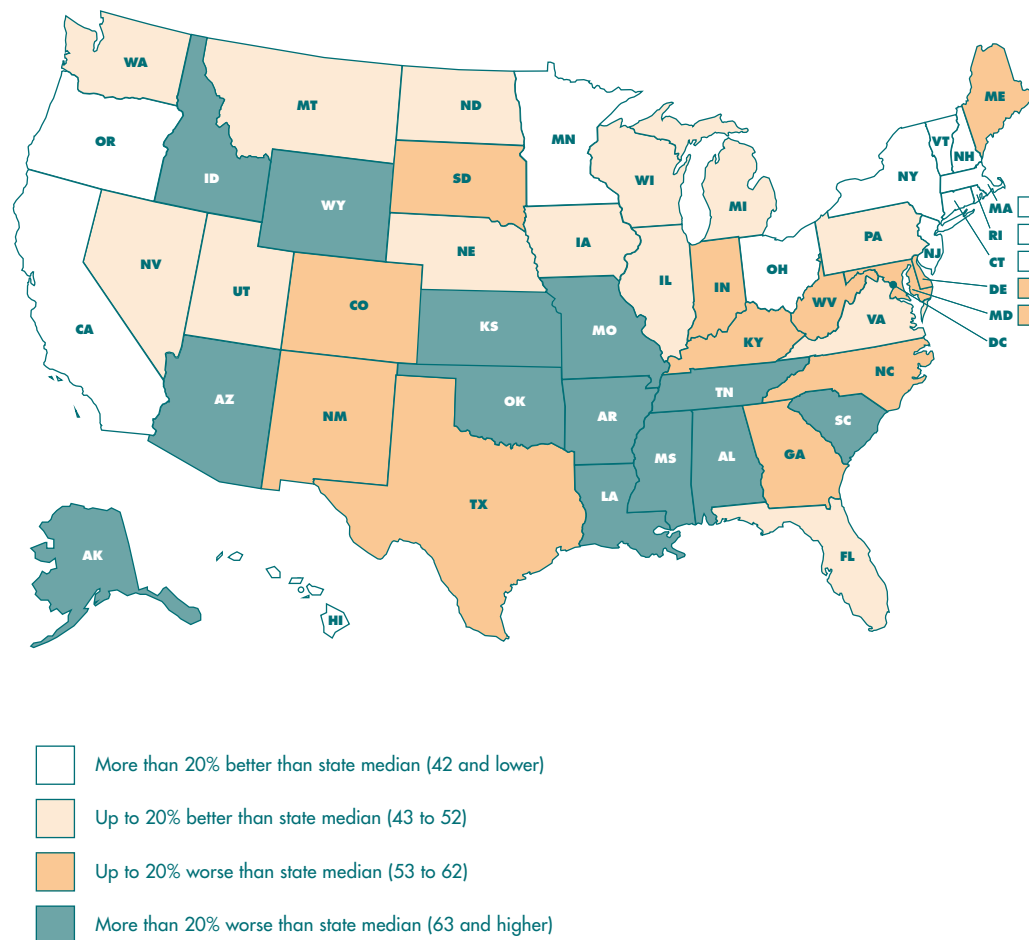 WA
MT
ND
MN
ME
VT
NH
OR
ID
WY
SD
WI
MI
NY
MA
RI
CT
NJ
PA
DE
MD
DC
NV
UT
NE
IA
IL
IN
OH
WV
VA
CA
CO
KS
MO
KY
NC
AZ
NM
OK
AR
TN
SC
TX
LA
MS
AL
GA
FL
AK
HI
More than 20% better than state median (42 and lower)
Up to 20% better than state median (43 to 52)
Up to 20% worse than state median (53 to 62)
More than 20% worse than state median (63 and higher)